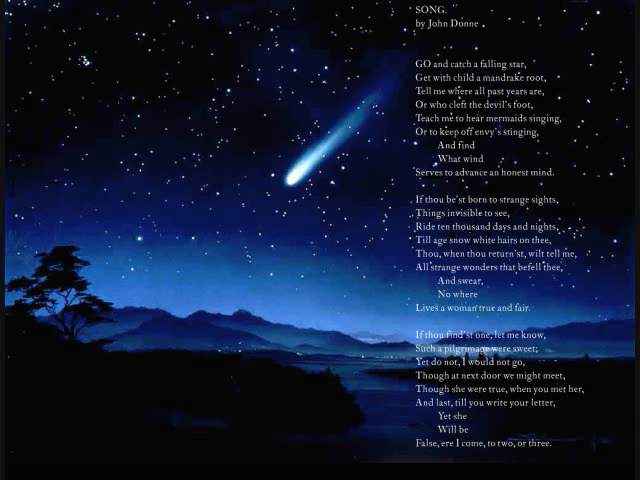 SONG.
by John Donne
GO and catch a falling star,
Get with child a mandrake root,
Tell me where all past years are,
Or who cleft the devil's foot,
Teach me to hear mermaids singing,
Or to keep off envy's stinging,
And find
What wind
Serves to advance an honest mind.
If thou be'st born to strange sights,
Things invisible to see,
Ride ten thousand days and nights,
Till age snow white hairs on thee,
Thou, when thou return'st, wilt tell me,
All strange wonders that befell thee,
And swear,
No where
Lives a woman true and fair.
If thou find'st one, let me know,
Such a pilgrimage were sweet;
Yet do not, I would not go,
Though at next door we might meet,
Though she were true, when you met her,
And last, till you write your letter,
Yet she
Will be
False, ere I come, to two, or three.